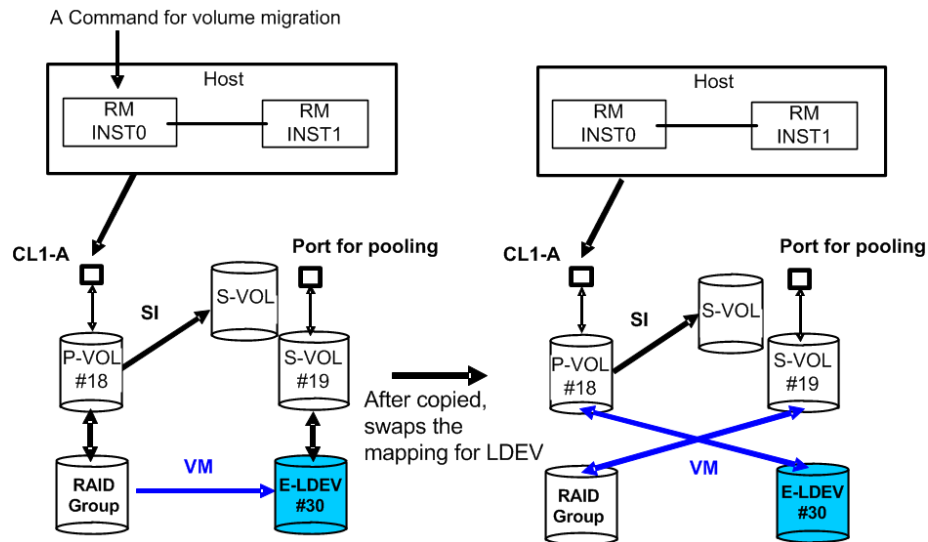 A Command for volume migration
Host
RM
INST0
RM
INST1
CL1-A
Port for pooling
S-VOL
SI
P-VOL
#18
S-VOL
#19
VM
RAID
Group
E-LDEV
#30
After copied,
swaps the
mapping for LDEV
Host
RM
INST0
RM
INST1
CL1-A
Port for pooling
S-VOL
SI
P-VOL
#18
S-VOL
#19
VM
RAID
Group
E-LDEV
#30